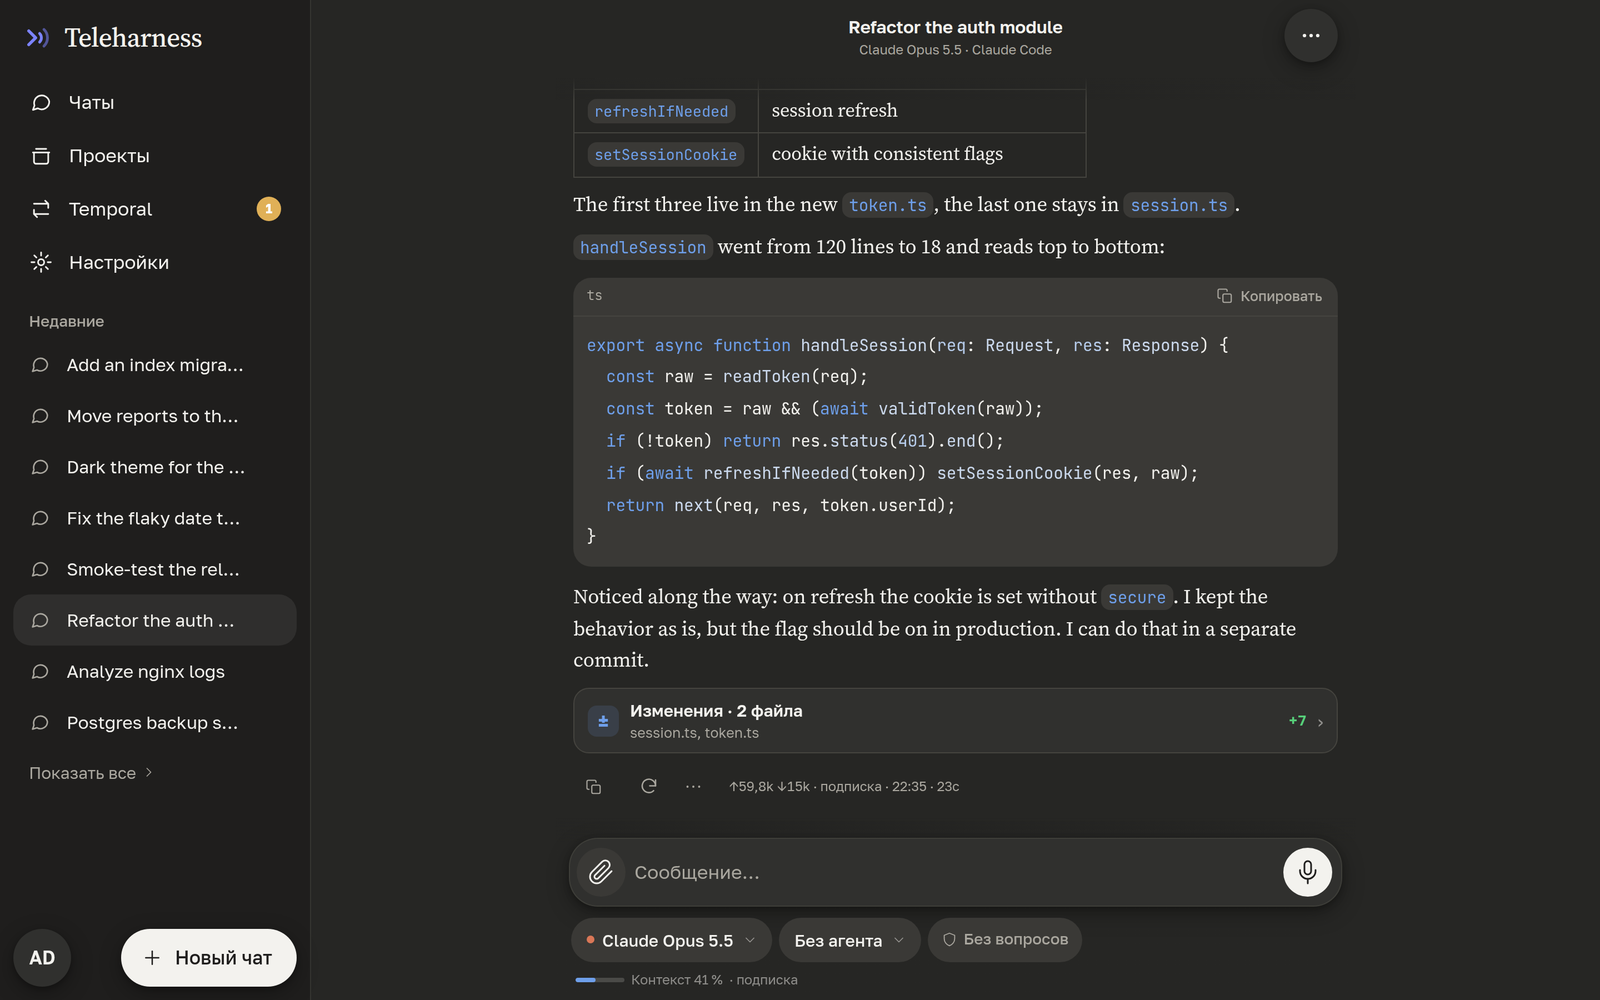 Teleharness
Чаты
Проекты
Temporal 1
Настройки
Недавние
Add an index migra...
Move reports to th...
Dark theme for the ...
Fix the flaky date t...
Smoke-test the rel...
Refactor the auth ...
Analyze nginx logs
Postgres backup s...
Показать все
AD
Новый чат
Refactor the auth module
Claude Opus 5.5 · Claude Code
refreshIfNeeded session refresh
setSessionCookie cookie with consistent flags
The first three live in the new token.ts, the last one stays in session.ts.
handleSession went from 120 lines to 18 and reads top to bottom:
ts Копировать
export async function handleSession(req: Request, res: Response) {
  const raw = readToken(req);
  const token = raw && (await validToken(raw));
  if (!token) return res.status(401).end();
  if (await refreshIfNeeded(token)) setSessionCookie(res, raw);
  return next(req, res, token.userId);
}
Noticed along the way: on refresh the cookie is set without secure. I kept the
behavior as is, but the flag should be on in production. I can do that in a separate
commit.
Изменения · 2 файла
session.ts, token.ts
+7
↑59,8k ↓15k · подписка · 22:35 · 23с
Сообщение...
Claude Opus 5.5 Без агента Без вопросов
Контекст 41 % · подписка